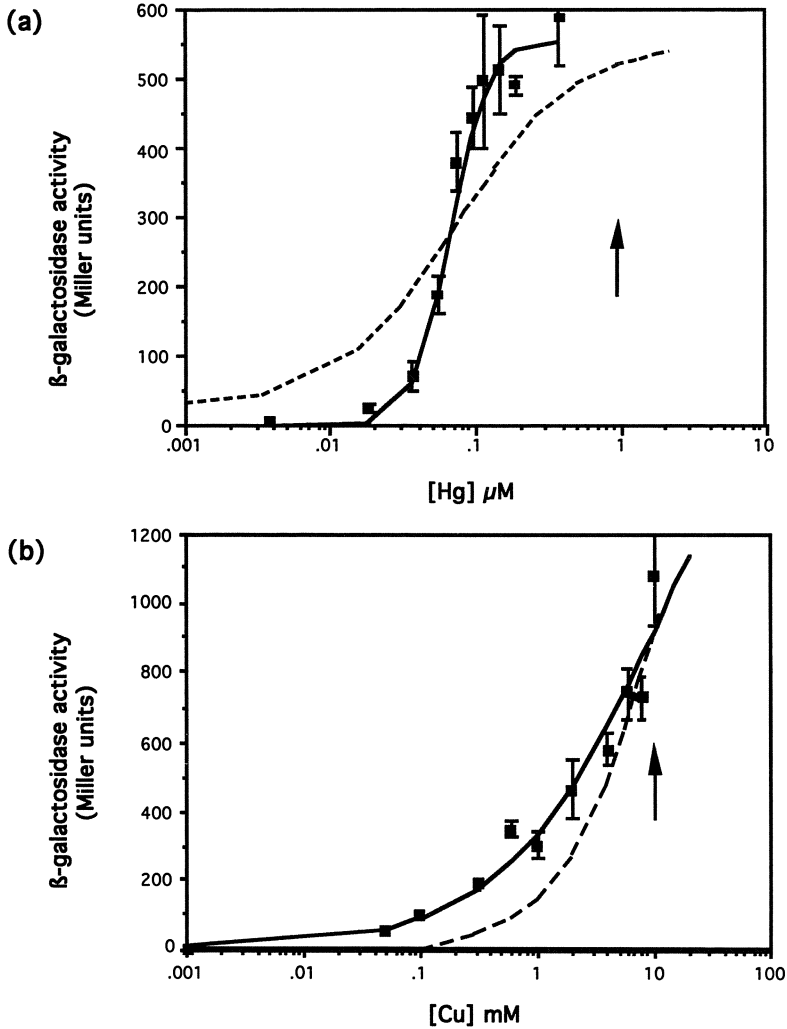 (a)
600
500
400
300
200
100
0
ß-galactosidase activity
(Miller units)
.001 .01 .1 1 10
[Hg] µM
(b)
1200
1000
800
600
400
200
0
ß-galactosidase activity
(Miller units)
.001 .01 .1 1 10 100
[Cu] mM